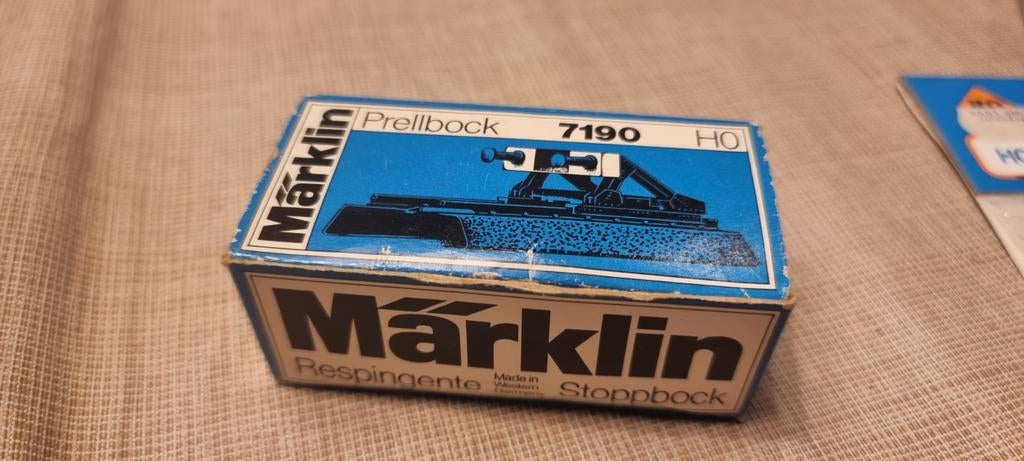 Märklin
Prellbock 7190 H0
Märklin
Respingente Made in Western Germany Stoppbock